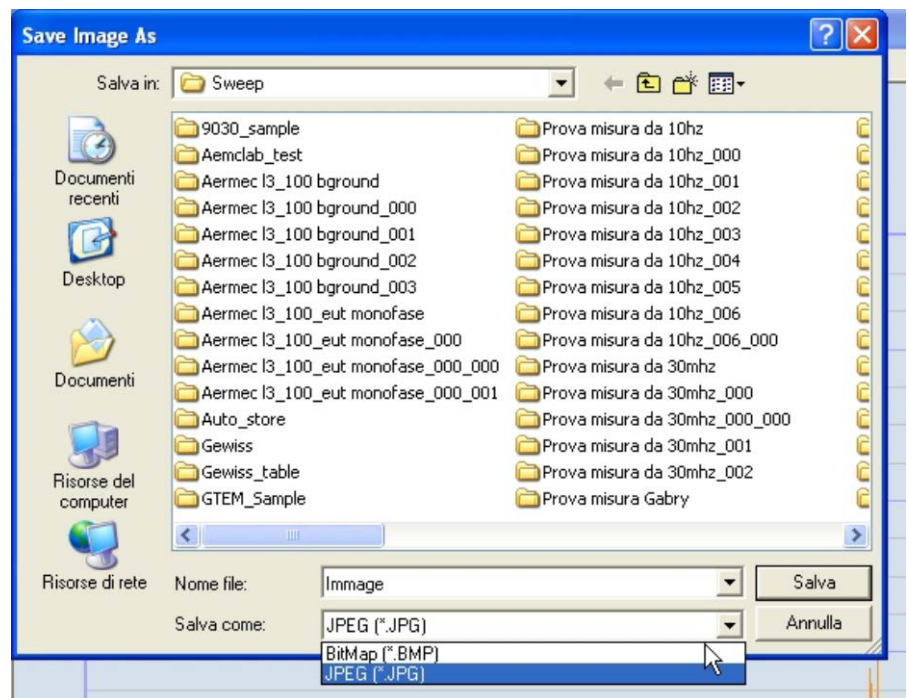 Save Image As
Salva in:
Sweep
Documenti
recenti
Desktop
Documenti
Risorse del
computer
Risorse di rete
9030_sample
Aemclab_test
Aermec l3_100 bground
Aermec l3_100 bground_000
Aermec l3_100 bground_001
Aermec l3_100 bground_002
Aermec l3_100 bground_003
Aermec l3_100_eut monofase
Aermec l3_100_eut monofase_000
Aermec l3_100_eut monofase_000_000
Aermec l3_100_eut monofase_000_001
Auto_store
Gewiss
Gewiss_table
GTEM_Sample
Prova misura da 10hz
Prova misura da 10hz_000
Prova misura da 10hz_001
Prova misura da 10hz_002
Prova misura da 10hz_003
Prova misura da 10hz_004
Prova misura da 10hz_005
Prova misura da 10hz_006
Prova misura da 10hz_006_000
Prova misura da 30mhz
Prova misura da 30mhz_000
Prova misura da 30mhz_000_000
Prova misura da 30mhz_001
Prova misura da 30mhz_002
Prova misura Gabry
Nome file:
Immage
Salva
Salva come:
JPEG (*.JPG)
Annulla
BitMap (*.BMP)
JPEG (*.JPG)